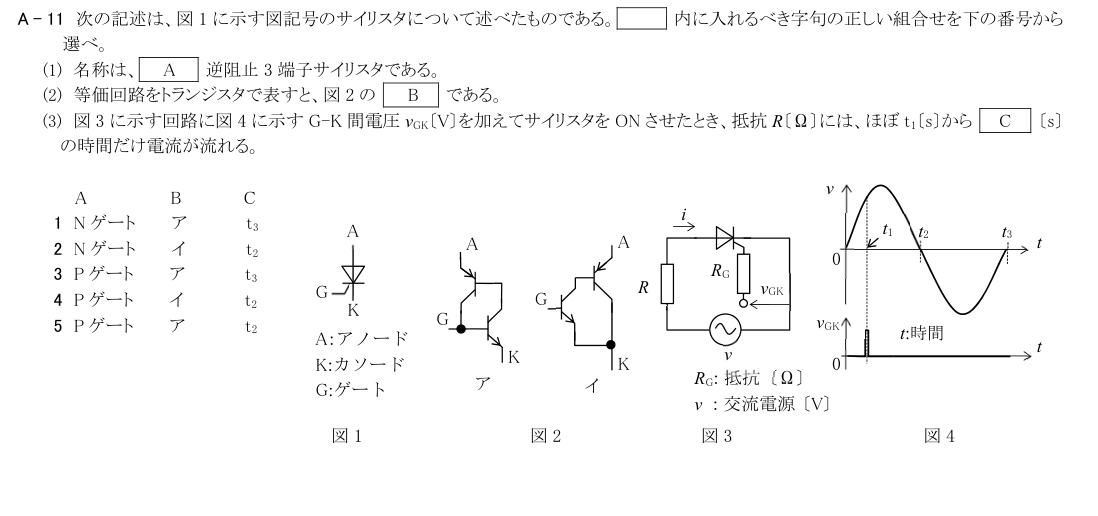 A－11 次の記述は、図 1 に示す図記号のサイリスタについて述べたものである。 内に入れるべき字句の正しい組合せを下の番号から
選べ。
(1) 名称は、 A 逆阻止 3 端子サイリスタである。
(2) 等価回路をトランジスタで表すと、図 2 の B である。
(3) 図 3 に示す回路に図 4 に示す G-K 間電圧 vGK〔V〕を加えてサイリスタを ON させたとき、抵抗 R〔Ω〕には、ほぼ t1〔s〕から C 〔s〕
の時間だけ電流が流れる。
A B C
1 N ゲート ア t3
2 N ゲート イ t2
3 P ゲート ア t3
4 P ゲート イ t2
5 P ゲート ア t2
A
G
K
A:アノード
K:カソード
G:ゲート
図 1
A
G
K
ア
A
G
K
イ
図 2
i
R
RG
vGK
v
RG: 抵抗 〔Ω〕
v ：交流電源〔V〕
図 3
v
t1
t2
t3
t
0
vGK
t:時間
t
0
図 4